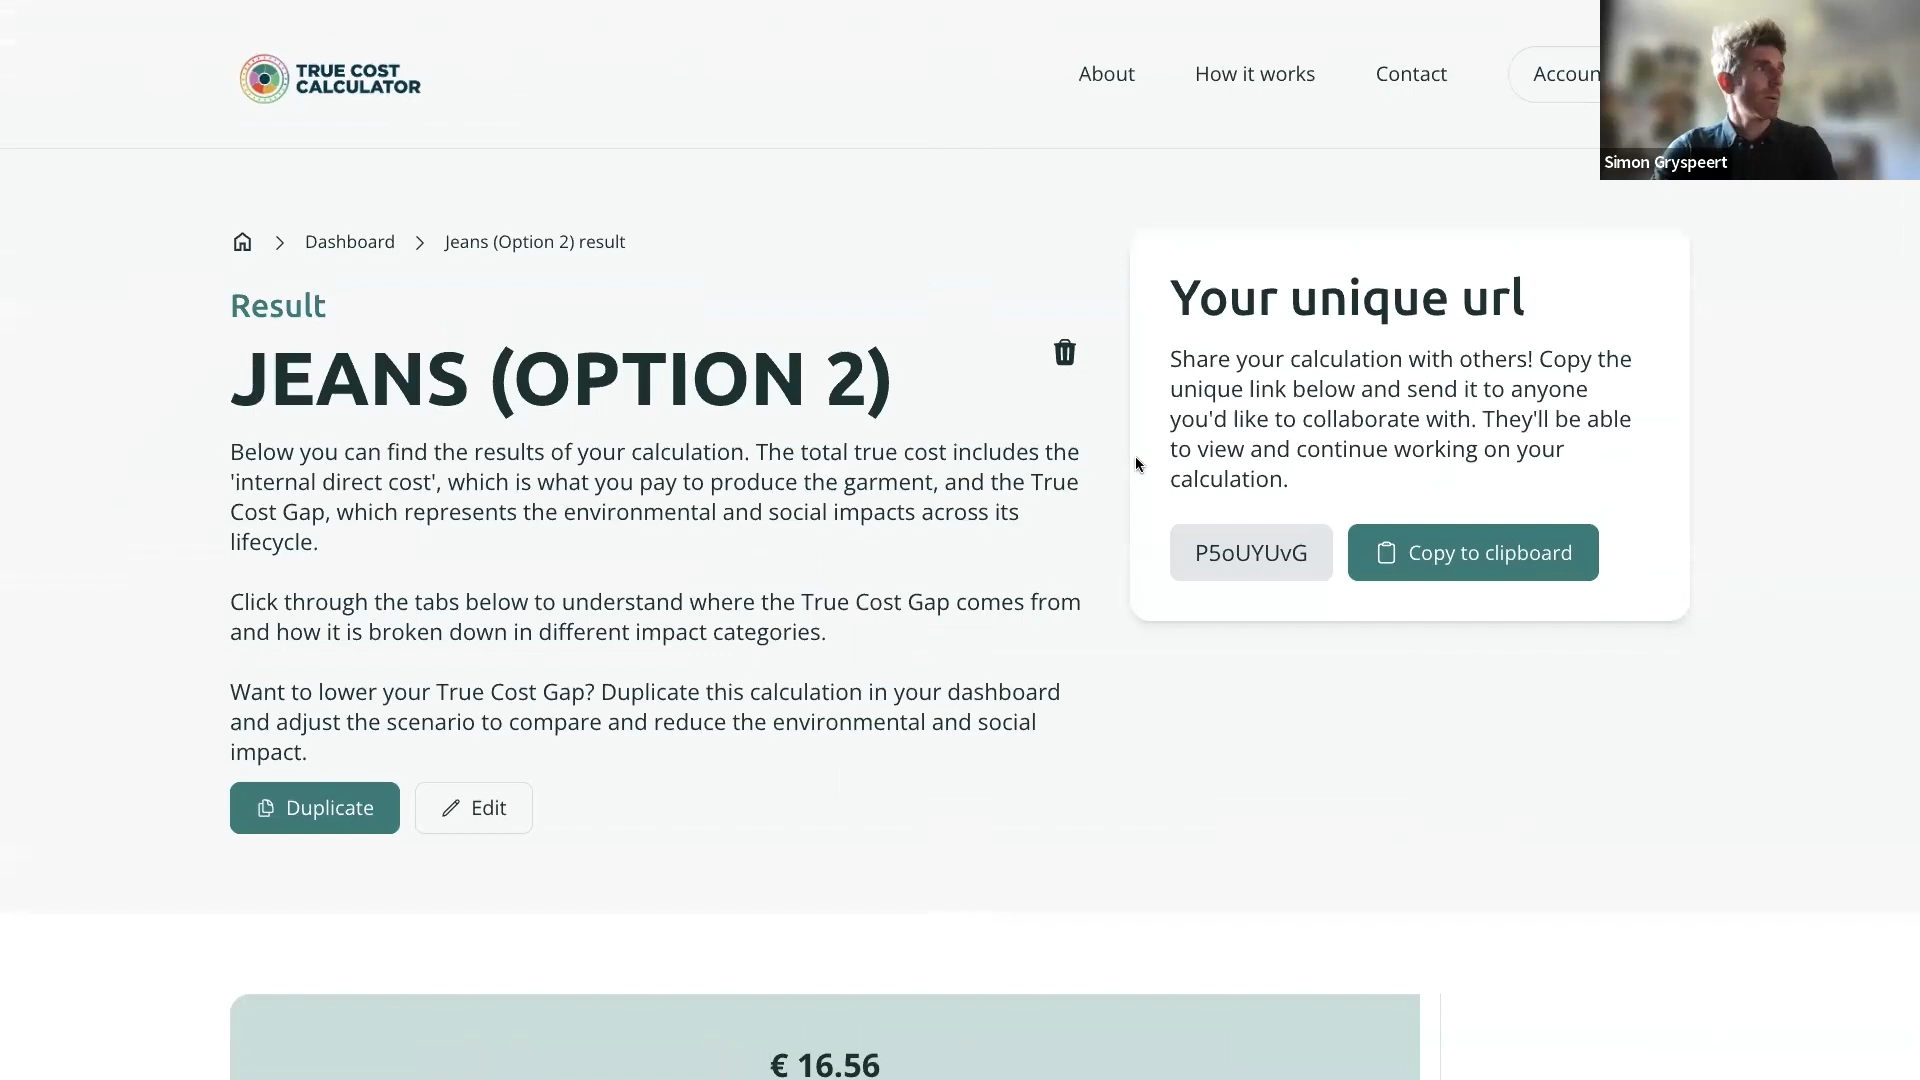 TRUE COST
CALCULATOR
About
How it works
Contact
Accoun
Simon Gryspeert
Dashboard
Jeans (Option 2) result
Result
JEANS (OPTION 2)
Below you can find the results of your calculation. The total true cost includes the
'internal direct cost', which is what you pay to produce the garment, and the True
Cost Gap, which represents the environmental and social impacts across its
lifecycle.
Click through the tabs below to understand where the True Cost Gap comes from
and how it is broken down in different impact categories.
Want to lower your True Cost Gap? Duplicate this calculation in your dashboard
and adjust the scenario to compare and reduce the environmental and social
impact.
Duplicate
Edit
Your unique url
Share your calculation with others! Copy the
unique link below and send it to anyone
you'd like to collaborate with. They'll be able
to view and continue working on your
calculation.
P5oUYUvG
Copy to clipboard
€ 16.56